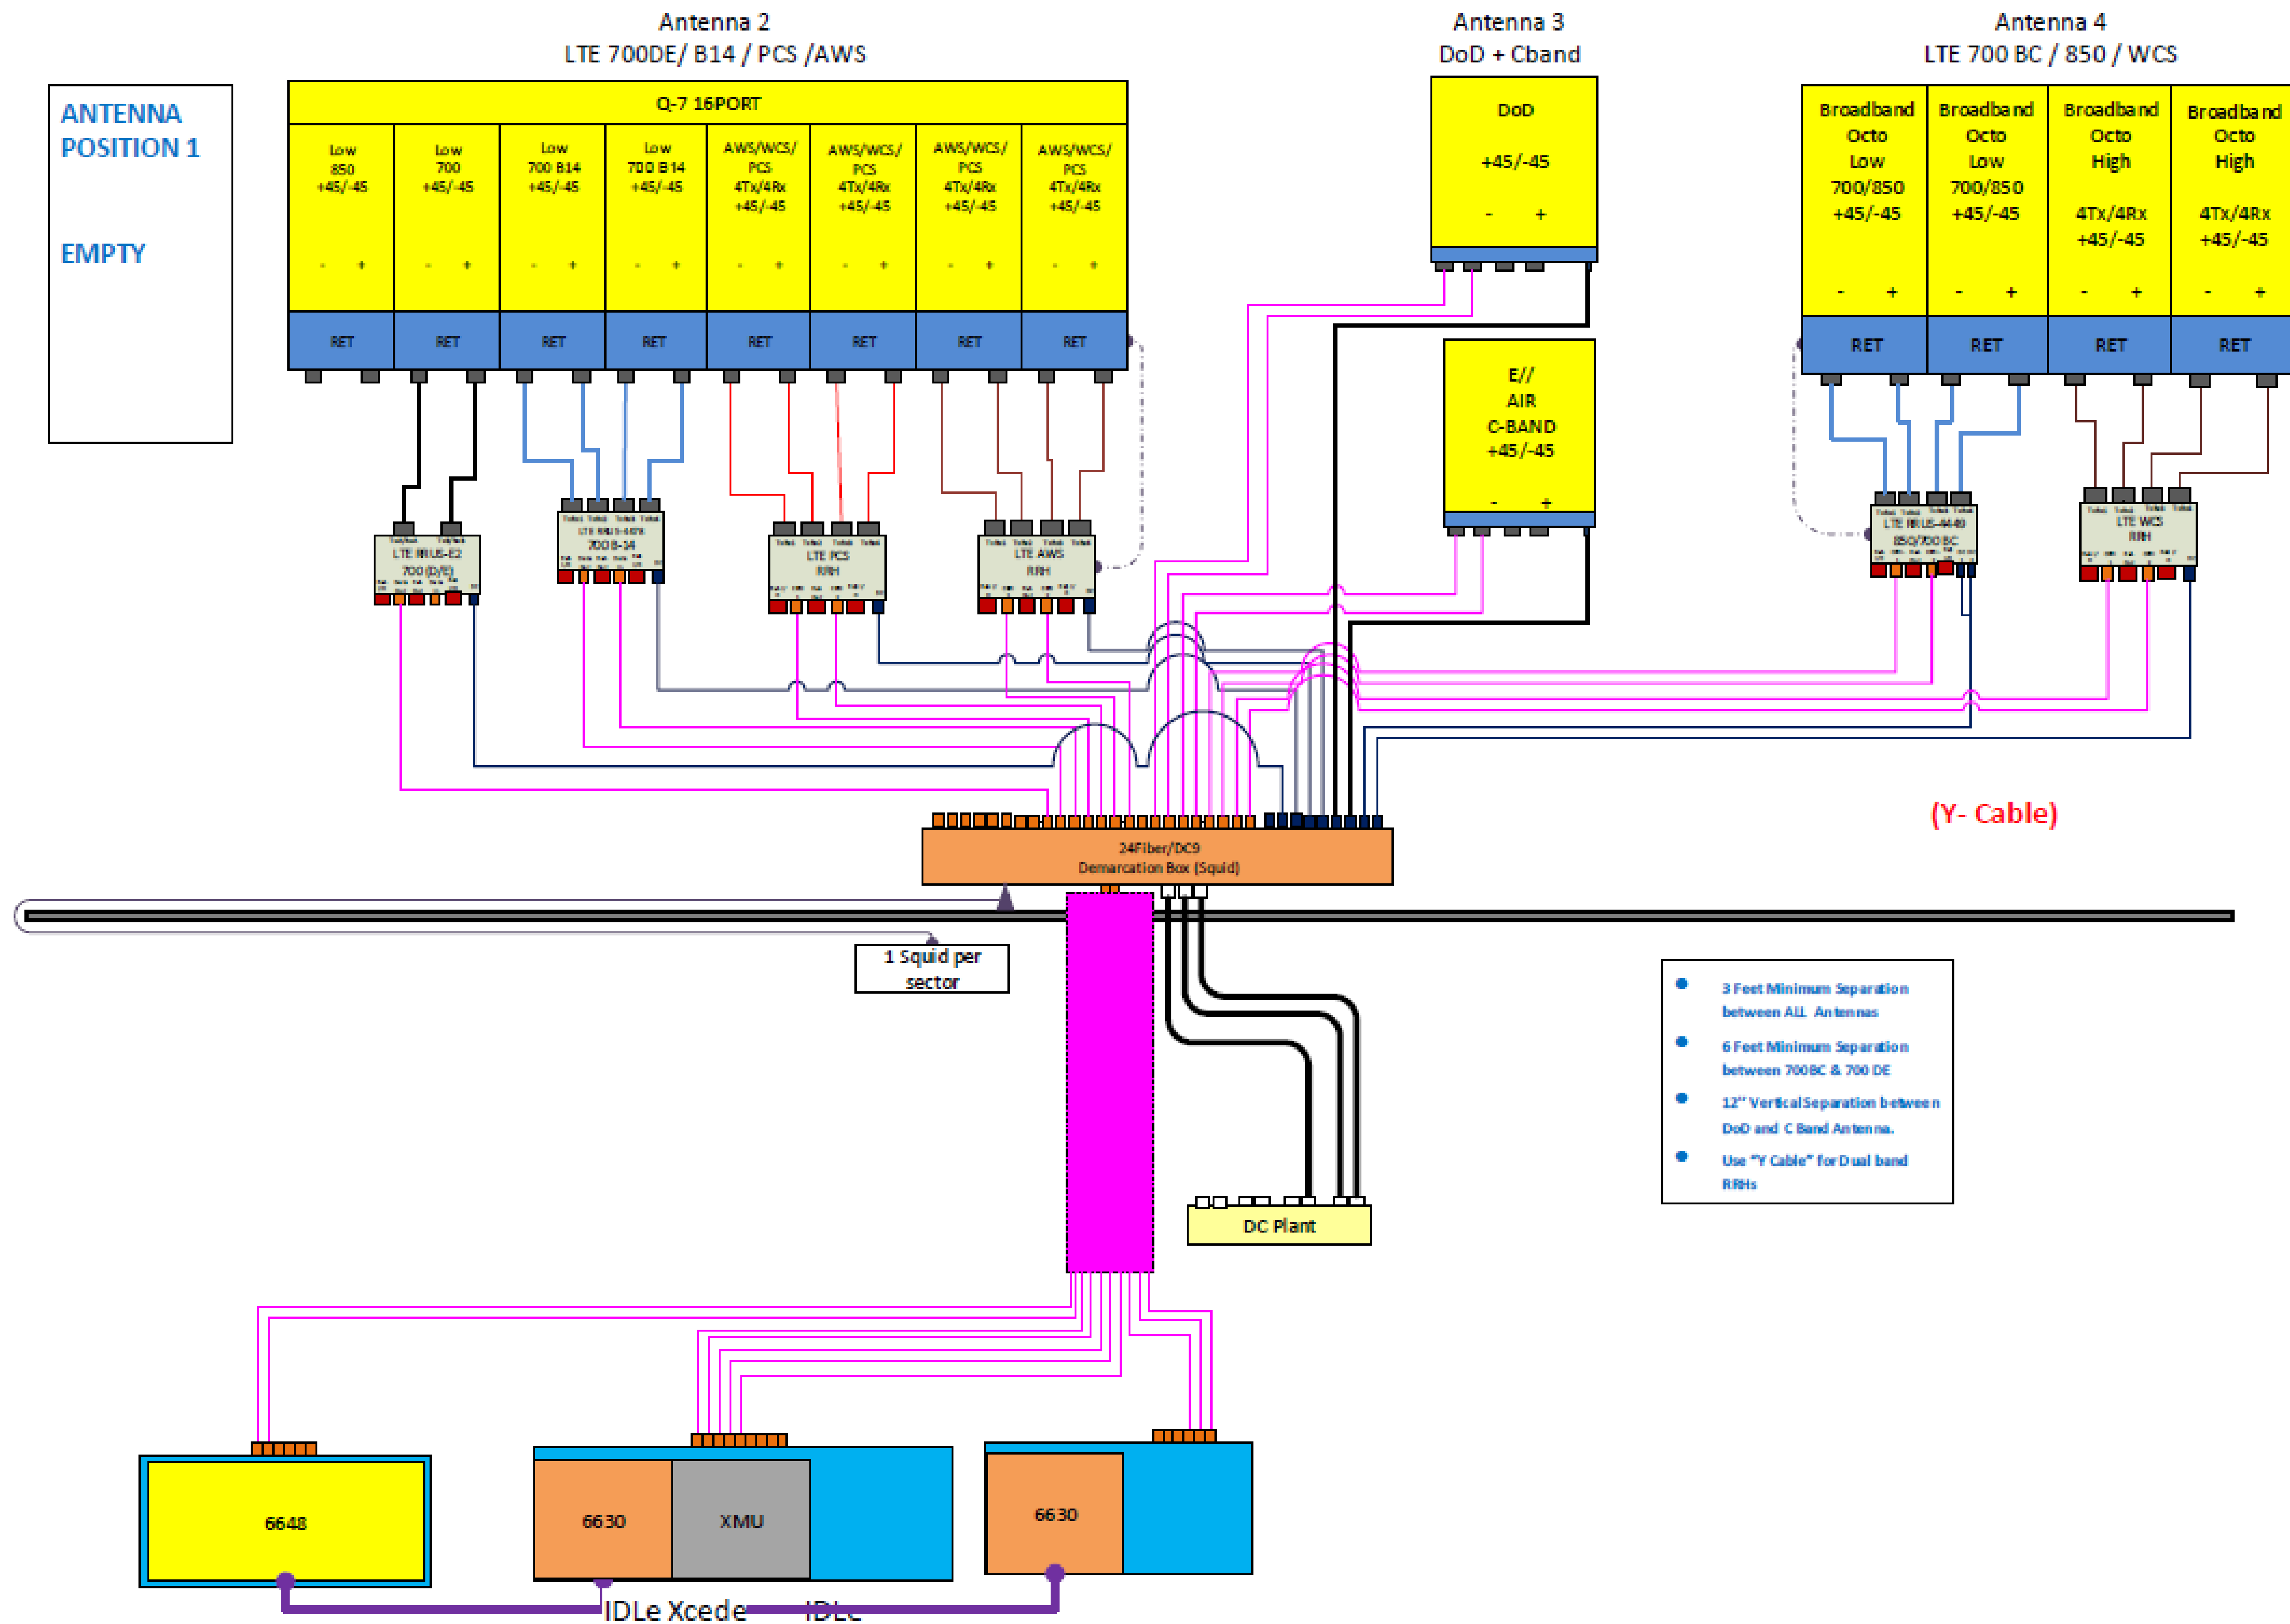 Antenna 2
LTE 700DE/ B14 / PCS /AWS
Antenna 3
DoD + Cband
Antenna 4
LTE 700 BC / 850 / WCS
ANTENNA
POSITION 1
EMPTY
Q-7 16PORT
Low
850
+45/-45
- +
Low
700
+45/-45
- +
Low
700 B14
+45/-45
- +
Low
700 B14
+45/-45
- +
AWS/WCS/
PCS
4Tx/4Rx
+45/-45
- +
AWS/WCS/
PCS
4Tx/4Rx
+45/-45
- +
AWS/WCS/
PCS
4Tx/4Rx
+45/-45
- +
AWS/WCS/
PCS
4Tx/4Rx
+45/-45
- +
RET
RET
RET
RET
RET
RET
RET
RET
DoD
+45/-45
- +
E//
AIR
C-BAND
+45/-45
- +
Broadband
Octo
Low
700/850
+45/-45
- +
Broadband
Octo
Low
700/850
+45/-45
- +
Broadband
Octo
High
4Tx/4Rx
+45/-45
- +
Broadband
Octo
High
4Tx/4Rx
+45/-45
- +
RET
RET
RET
RET
LTE RRUS-E2
700 (D/E)
700 B-14
LTE PCS
RRH
LTE AWS
RRH
LTE RRUS-4449
850/700 BC
LTE WCS
RRH
(Y- Cable)
24Fiber/DC9
Demarcation Box (Squid)
1 Squid per
sector
3 Feet Minimum Separation
between ALL Antennas
6 Feet Minimum Separation
between 700BC & 700 DE
12" Vertical Separation between
DoD and C Band Antenna.
Use "Y Cable" for Dual band
RRHs
DC Plant
6648
6630
XMU
6630
IDLe Xcede
IDLe